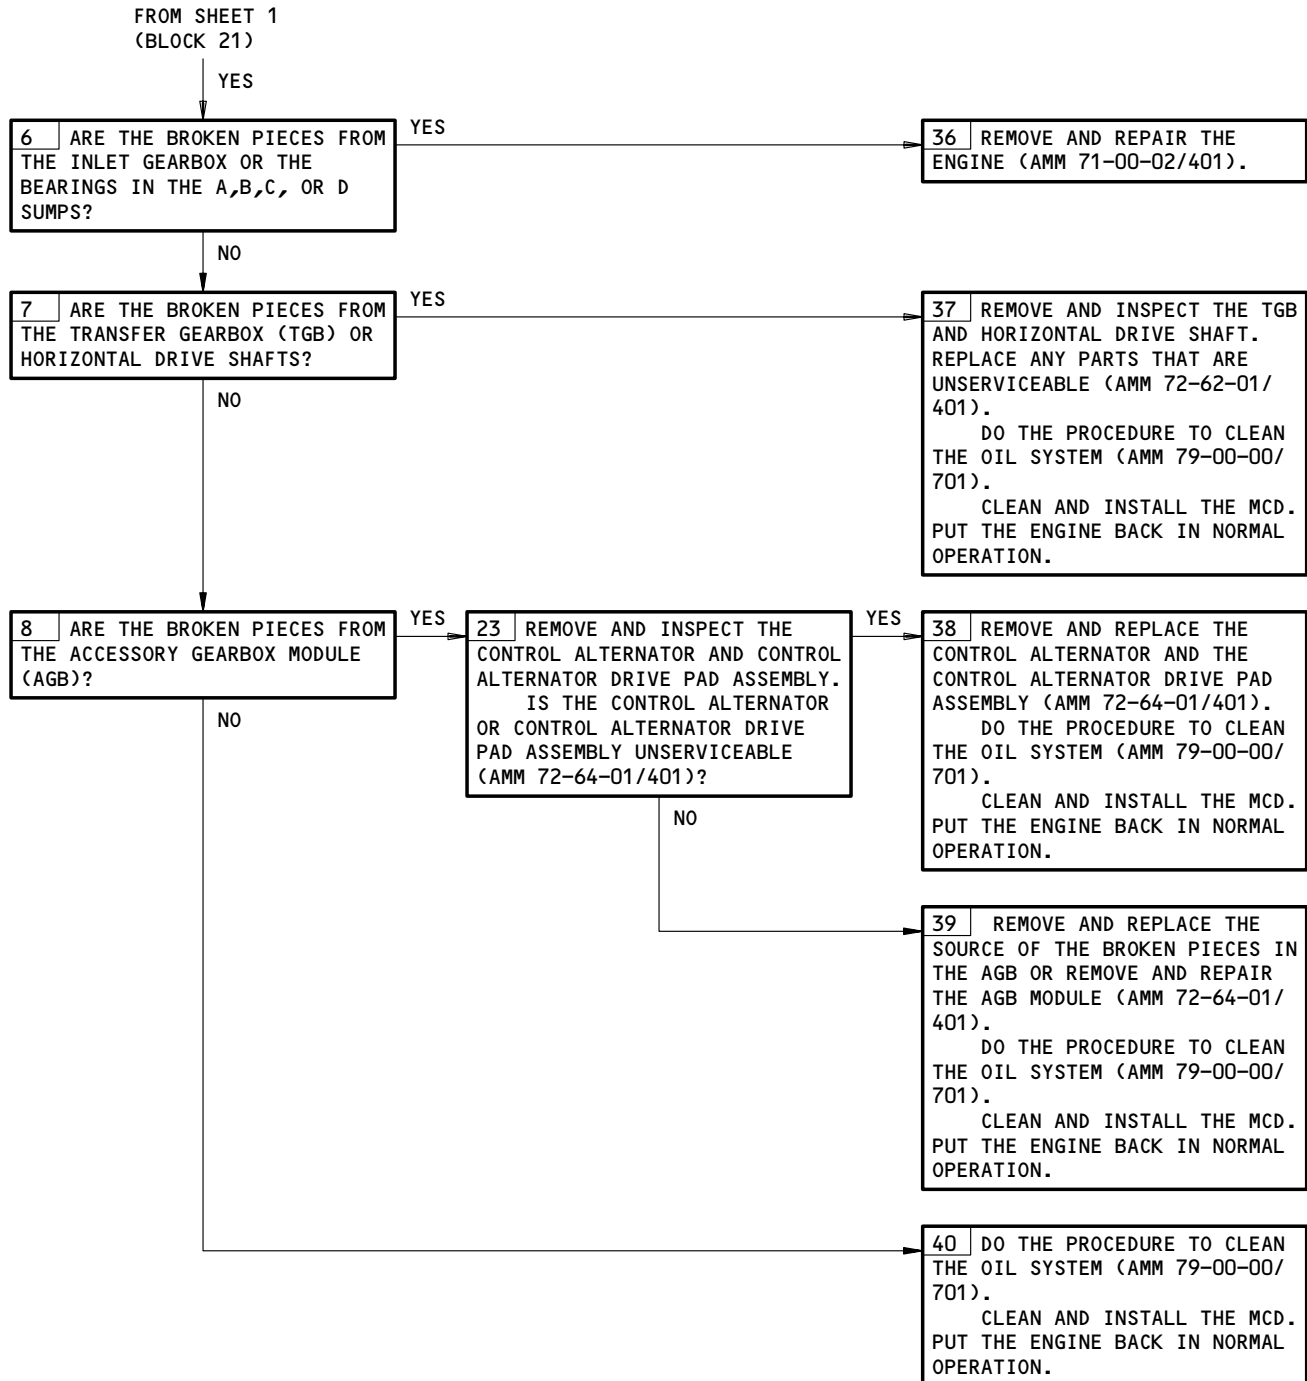 FROM SHEET 1
(BLOCK 21)
YES
6 ARE THE BROKEN PIECES FROM
THE INLET GEARBOX OR THE
BEARINGS IN THE A,B,C, OR D
SUMPS?
YES
36 REMOVE AND REPAIR THE
ENGINE (AMM 71-00-02/401).
NO
7 ARE THE BROKEN PIECES FROM
THE TRANSFER GEARBOX (TGB) OR
HORIZONTAL DRIVE SHAFTS?
YES
37 REMOVE AND INSPECT THE TGB
AND HORIZONTAL DRIVE SHAFT.
REPLACE ANY PARTS THAT ARE
UNSERVICEABLE (AMM 72-62-01/
401).
DO THE PROCEDURE TO CLEAN
THE OIL SYSTEM (AMM 79-00-00/
701).
CLEAN AND INSTALL THE MCD.
PUT THE ENGINE BACK IN NORMAL
OPERATION.
NO
8 ARE THE BROKEN PIECES FROM
THE ACCESSORY GEARBOX MODULE
(AGB)?
YES
23 REMOVE AND INSPECT THE
CONTROL ALTERNATOR AND CONTROL
ALTERNATOR DRIVE PAD ASSEMBLY.
IS THE CONTROL ALTERNATOR
OR CONTROL ALTERNATOR DRIVE
PAD ASSEMBLY UNSERVICEABLE
(AMM 72-64-01/401)?
YES
38 REMOVE AND REPLACE THE
CONTROL ALTERNATOR AND THE
CONTROL ALTERNATOR DRIVE PAD
ASSEMBLY (AMM 72-64-01/401).
DO THE PROCEDURE TO CLEAN
THE OIL SYSTEM (AMM 79-00-00/
701).
CLEAN AND INSTALL THE MCD.
PUT THE ENGINE BACK IN NORMAL
OPERATION.
NO
NO
39 REMOVE AND REPLACE THE
SOURCE OF THE BROKEN PIECES IN
THE AGB OR REMOVE AND REPAIR
THE AGB MODULE (AMM 72-64-01/
401).
DO THE PROCEDURE TO CLEAN
THE OIL SYSTEM (AMM 79-00-00/
701).
CLEAN AND INSTALL THE MCD.
PUT THE ENGINE BACK IN NORMAL
OPERATION.
40 DO THE PROCEDURE TO CLEAN
THE OIL SYSTEM (AMM 79-00-00/
701).
CLEAN AND INSTALL THE MCD.
PUT THE ENGINE BACK IN NORMAL
OPERATION.